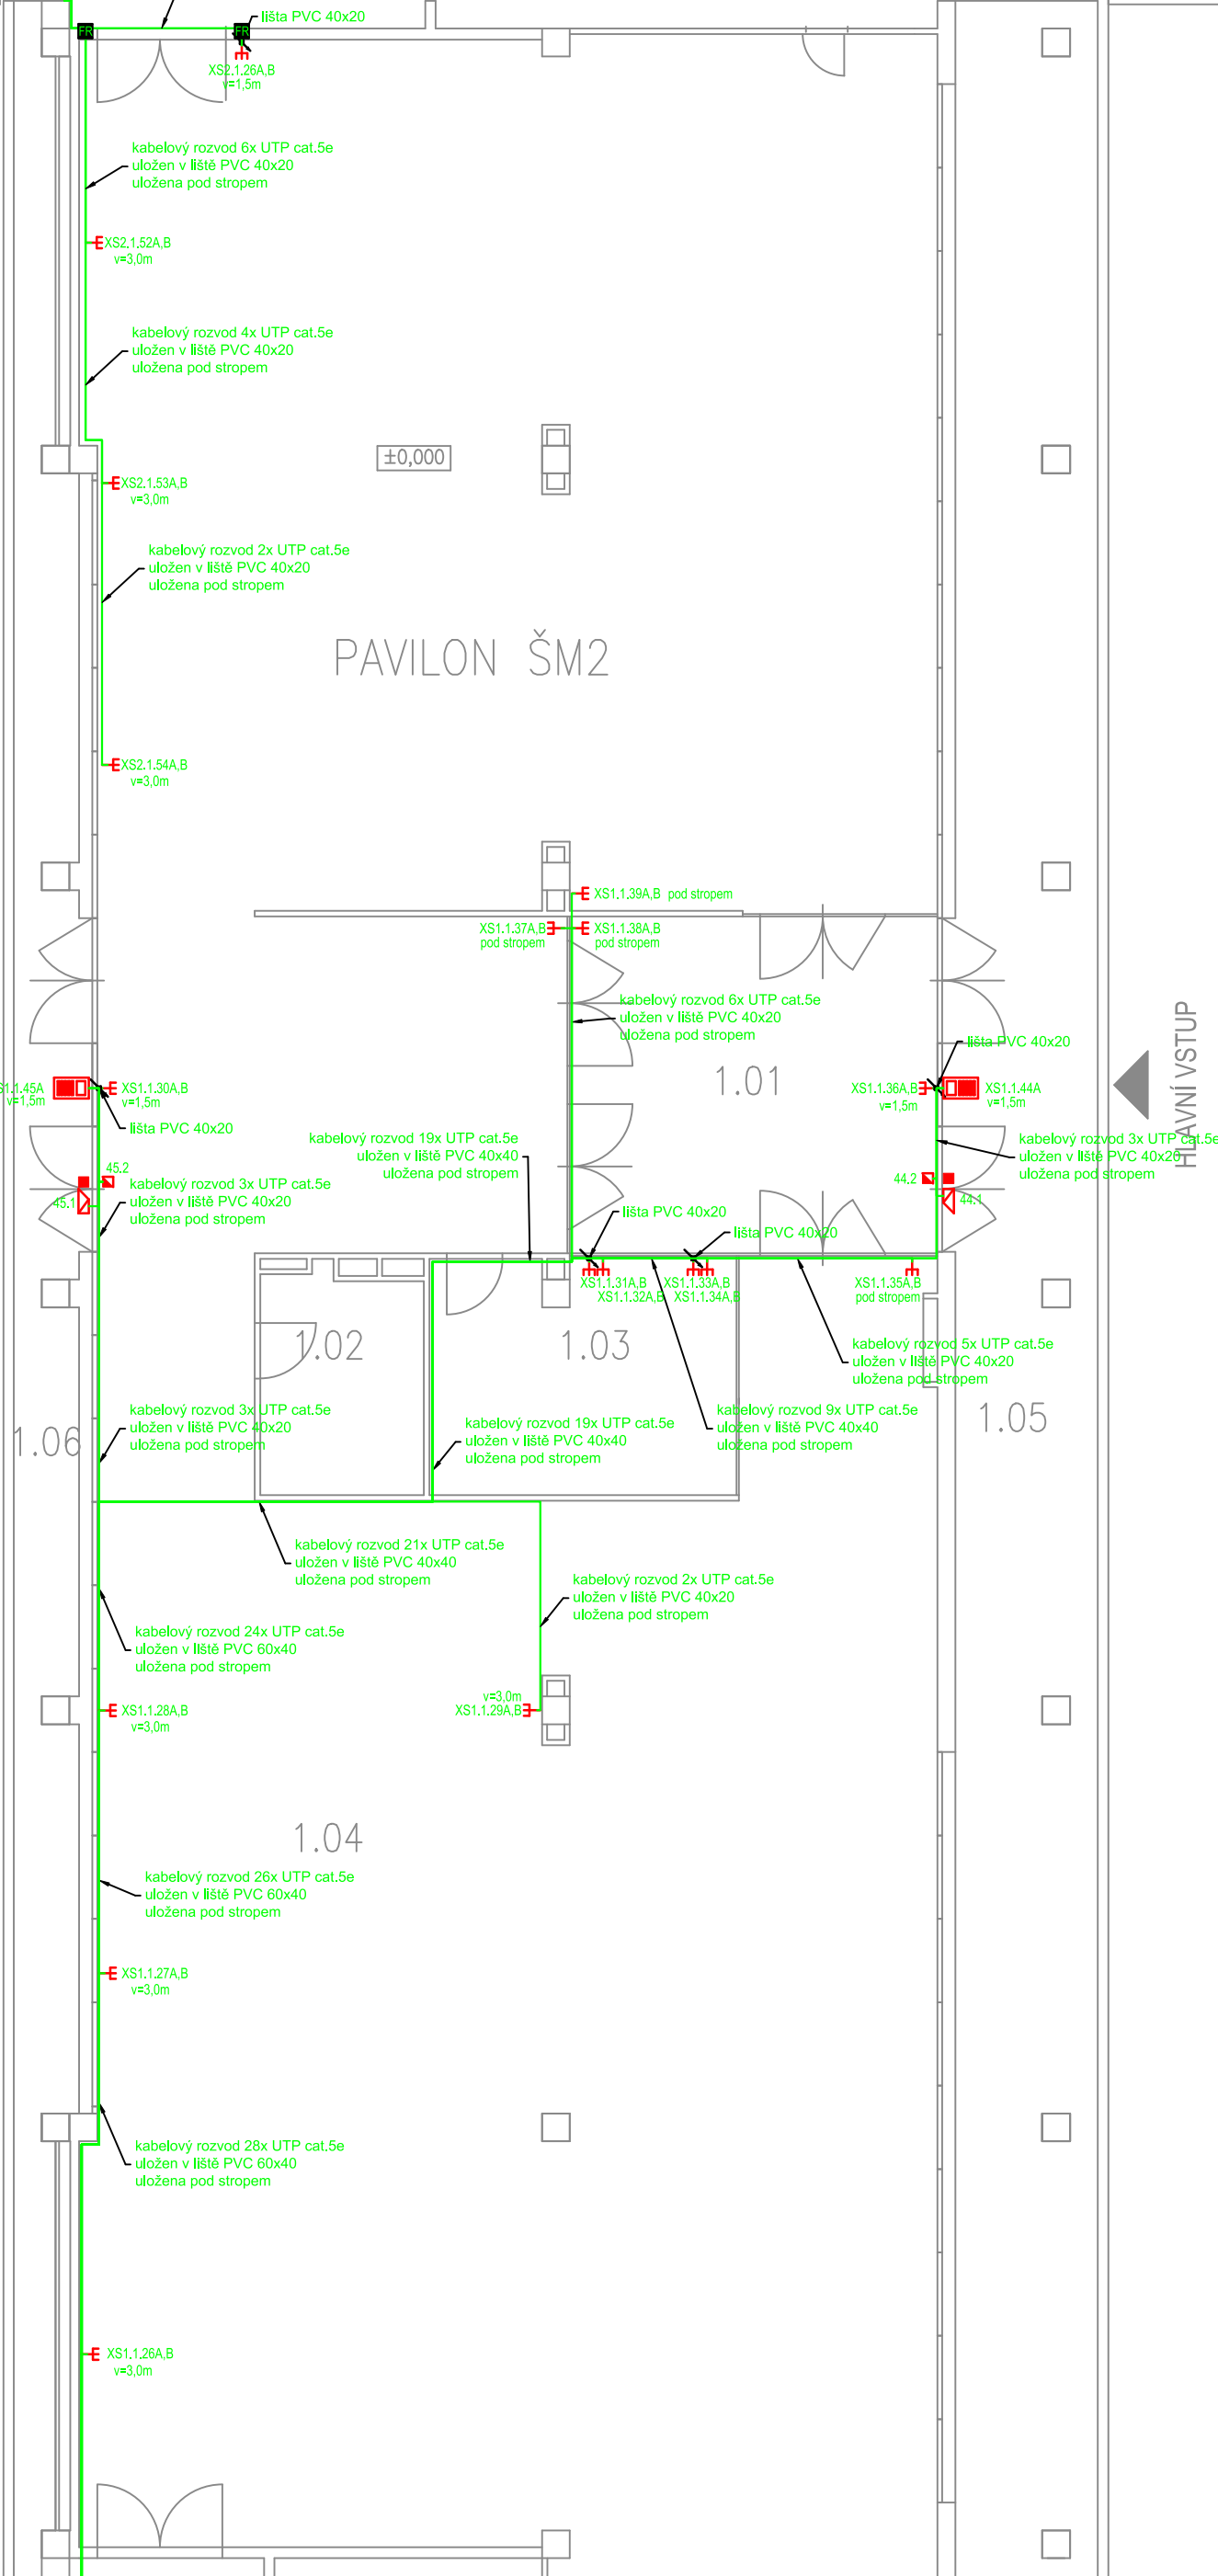 FR
FR
lišta PVC 40x20
XS2.1.26A,B
v=1,5m
kabelový rozvod 6x UTP cat.5e
uložen v liště PVC 40x20
uložena pod stropem
XS2.1.52A,B
v=3,0m
kabelový rozvod 4x UTP cat.5e
uložen v liště PVC 40x20
uložena pod stropem
±0,000
XS2.1.53A,B
v=3,0m
kabelový rozvod 2x UTP cat.5e
uložen v liště PVC 40x20
uložena pod stropem
PAVILON ŠM2
XS2.1.54A,B
v=3,0m
XS1.1.39A,B pod stropem
XS1.1.37A,B
pod stropem
XS1.1.38A,B
pod stropem
kabelový rozvod 6x UTP cat.5e
uložen v liště PVC 40x20
uložena pod stropem
1.01
HLAVNÍ VSTUP
lišta PVC 40x20
S1.1.45A
v=1,5m
XS1.1.30A,B
v=1,5m
lišta PVC 40x20
XS1.1.36A,B
v=1,5m
XS1.1.44A
v=1,5m
kabelový rozvod 19x UTP cat.5e
uložen v liště PVC 40x40
uložena pod stropem
kabelový rozvod 3x UTP cat.5e
uložen v liště PVC 40x20
uložena pod stropem
45.2
45.1
kabelový rozvod 3x UTP cat.5e
uložen v liště PVC 40x20
uložena pod stropem
44.2
44.1
lišta PVC 40x20
lišta PVC 40x20
XS1.1.31A,B
XS1.1.32A,B
XS1.1.33A,B
XS1.1.34A,B
XS1.1.35A,B
pod stropem
1.02
1.03
kabelový rozvod 5x UTP cat.5e
uložen v liště PVC 40x20
uložena pod stropem
1.06
kabelový rozvod 3x UTP cat.5e
uložen v liště PVC 40x20
uložena pod stropem
kabelový rozvod 19x UTP cat.5e
uložen v liště PVC 40x40
uložena pod stropem
kabelový rozvod 9x UTP cat.5e
uložen v liště PVC 40x40
uložena pod stropem
1.05
kabelový rozvod 21x UTP cat.5e
uložen v liště PVC 40x40
uložena pod stropem
kabelový rozvod 2x UTP cat.5e
uložen v liště PVC 40x20
uložena pod stropem
kabelový rozvod 24x UTP cat.5e
uložen v liště PVC 60x40
uložena pod stropem
XS1.1.28A,B
v=3,0m
v=3,0m
XS1.1.29A,B
1.04
kabelový rozvod 26x UTP cat.5e
uložen v liště PVC 60x40
uložena pod stropem
XS1.1.27A,B
v=3,0m
kabelový rozvod 28x UTP cat.5e
uložen v liště PVC 60x40
uložena pod stropem
XS1.1.26A,B
v=3,0m